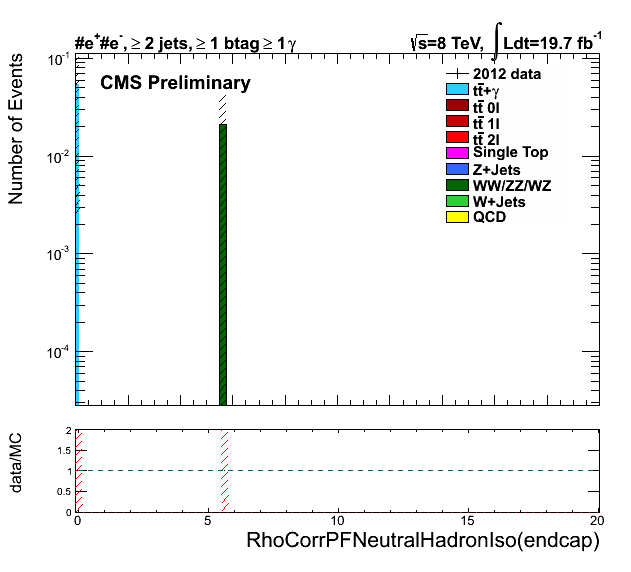 #e⁺#e⁻, ≥ 2 jets, ≥ 1 btag ≥ 1 γ
√s=8 TeV, ∫Ldt=19.7 fb⁻¹
CMS Preliminary
2012 data
tt̄+γ
tt̄ 0l
tt̄ 1l
tt̄ 2l
Single Top
Z+Jets
WW/ZZ/WZ
W+Jets
QCD
Number of Events
10⁻¹
10⁻²
10⁻³
10⁻⁴
data/MC
2
1.5
1
0.5
0
0 5 10 15 20
RhoCorrPFNeutralHadronIso(endcap)